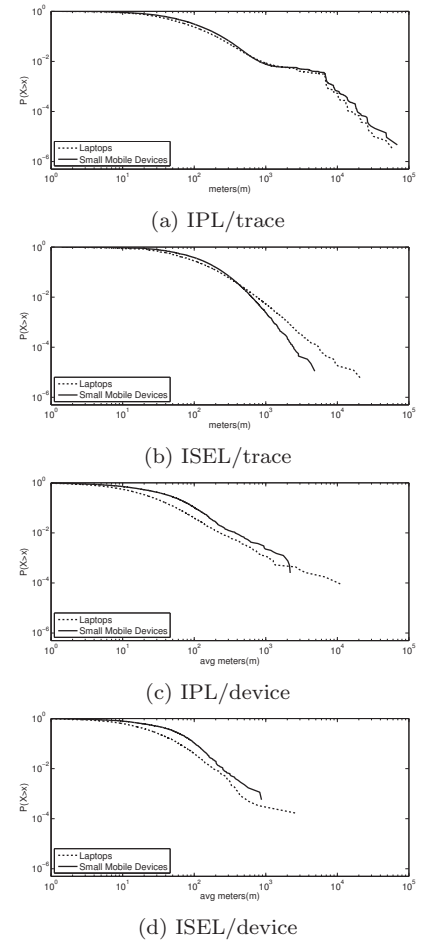 10^0
10^-2
10^-4
10^-6
P(X>x)
Laptops
Small Mobile Devices
10^0 10^1 10^2 10^3 10^4 10^5
meters(m)
(a) IPL/trace
10^0
10^-2
10^-4
10^-6
P(X>x)
Laptops
Small Mobile Devices
10^0 10^1 10^2 10^3 10^4 10^5
meters(m)
(b) ISEL/trace
10^0
10^-2
10^-4
10^-6
P(X>x)
Laptops
Small Mobile Devices
10^0 10^1 10^2 10^3 10^4 10^5
avg meters(m)
(c) IPL/device
10^0
10^-2
10^-4
10^-6
P(X>x)
Laptops
Small Mobile Devices
10^0 10^1 10^2 10^3 10^4 10^5
avg meters(m)
(d) ISEL/device